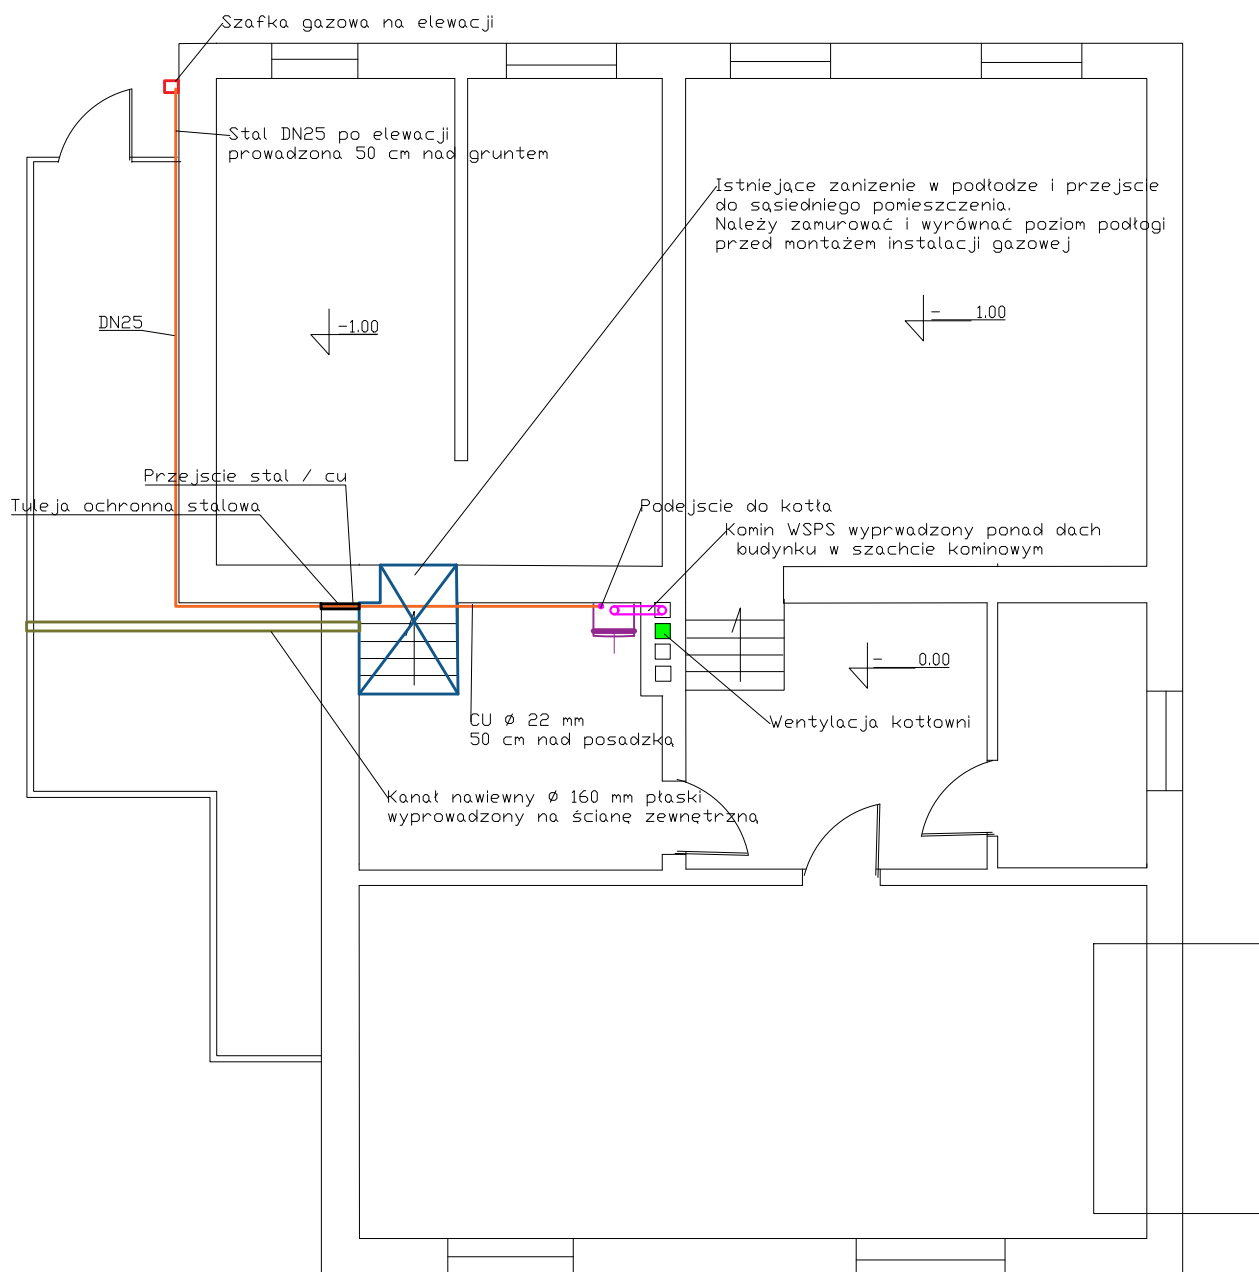 Szafka gazowa na elewacji
Stal DN25 po elewacji
prowadzona 50 cm nad gruntem
Istniejące zanizenie w podłodze i przejscie
do sąsiedniego pomieszczenia.
Należy zamurować i wyrównać poziom podłogi
przed montażem instalacji gazowej
DN25
-1.00
- 1.00
Przejscie stal / cu
Tuleja ochronna stalowa
Podejscie do kotła
Komin WSPS wyprwadzony ponad dach
budynku w szachcie kominowym
- 0.00
CU Ø 22 mm
50 cm nad posadzką
Wentylacja kotłowni
Kanał nawiewny Ø 160 mm płaski
wyprowadzony na ścianę zewnętrzną